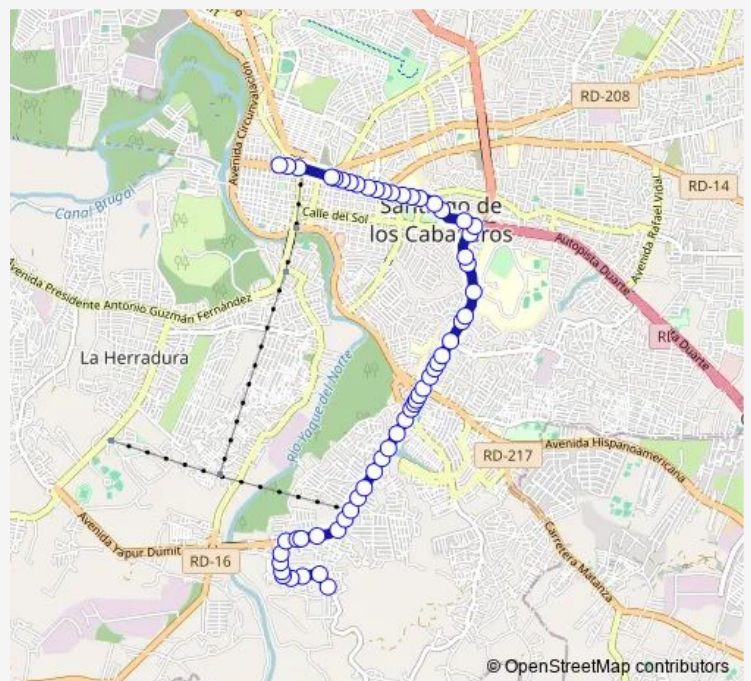 RD-208
Avenida Circunvalación
RD-14
Canal Brugal
Calle del Sol
Santiago de
los Caballeros
Avenida Rafael Vidal
Autopista Duarte
Avenida Presidente Antonio Guzmán Fernández
La Herradura
ta Duarte
Río Yaque del Norte
RD-217
Avenida Hispanoamericana
Avenida Yapur Dumit
RD-16
Carretera Matanza
© OpenStreetMap contributors